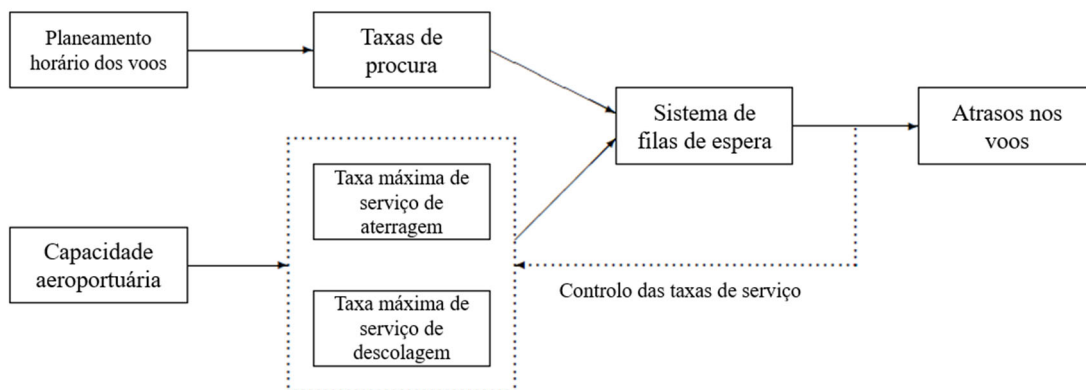 Planeamento
horário dos voos
Taxas de
procura
Sistema de
filas de espera
Atrasos nos
voos
Taxa máxima de
serviço de
aterragem
Capacidade
aeroportuária
Controlo das taxas de serviço
Taxa máxima de
serviço de
descolagem